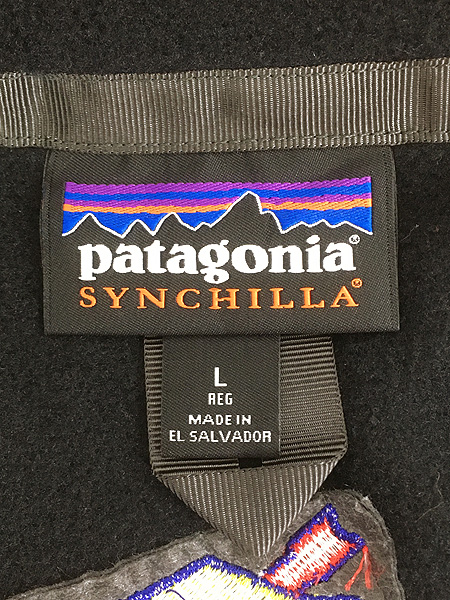 patagonia®
SYNCHILLA®
L
REG
MADE IN
EL SALVADOR